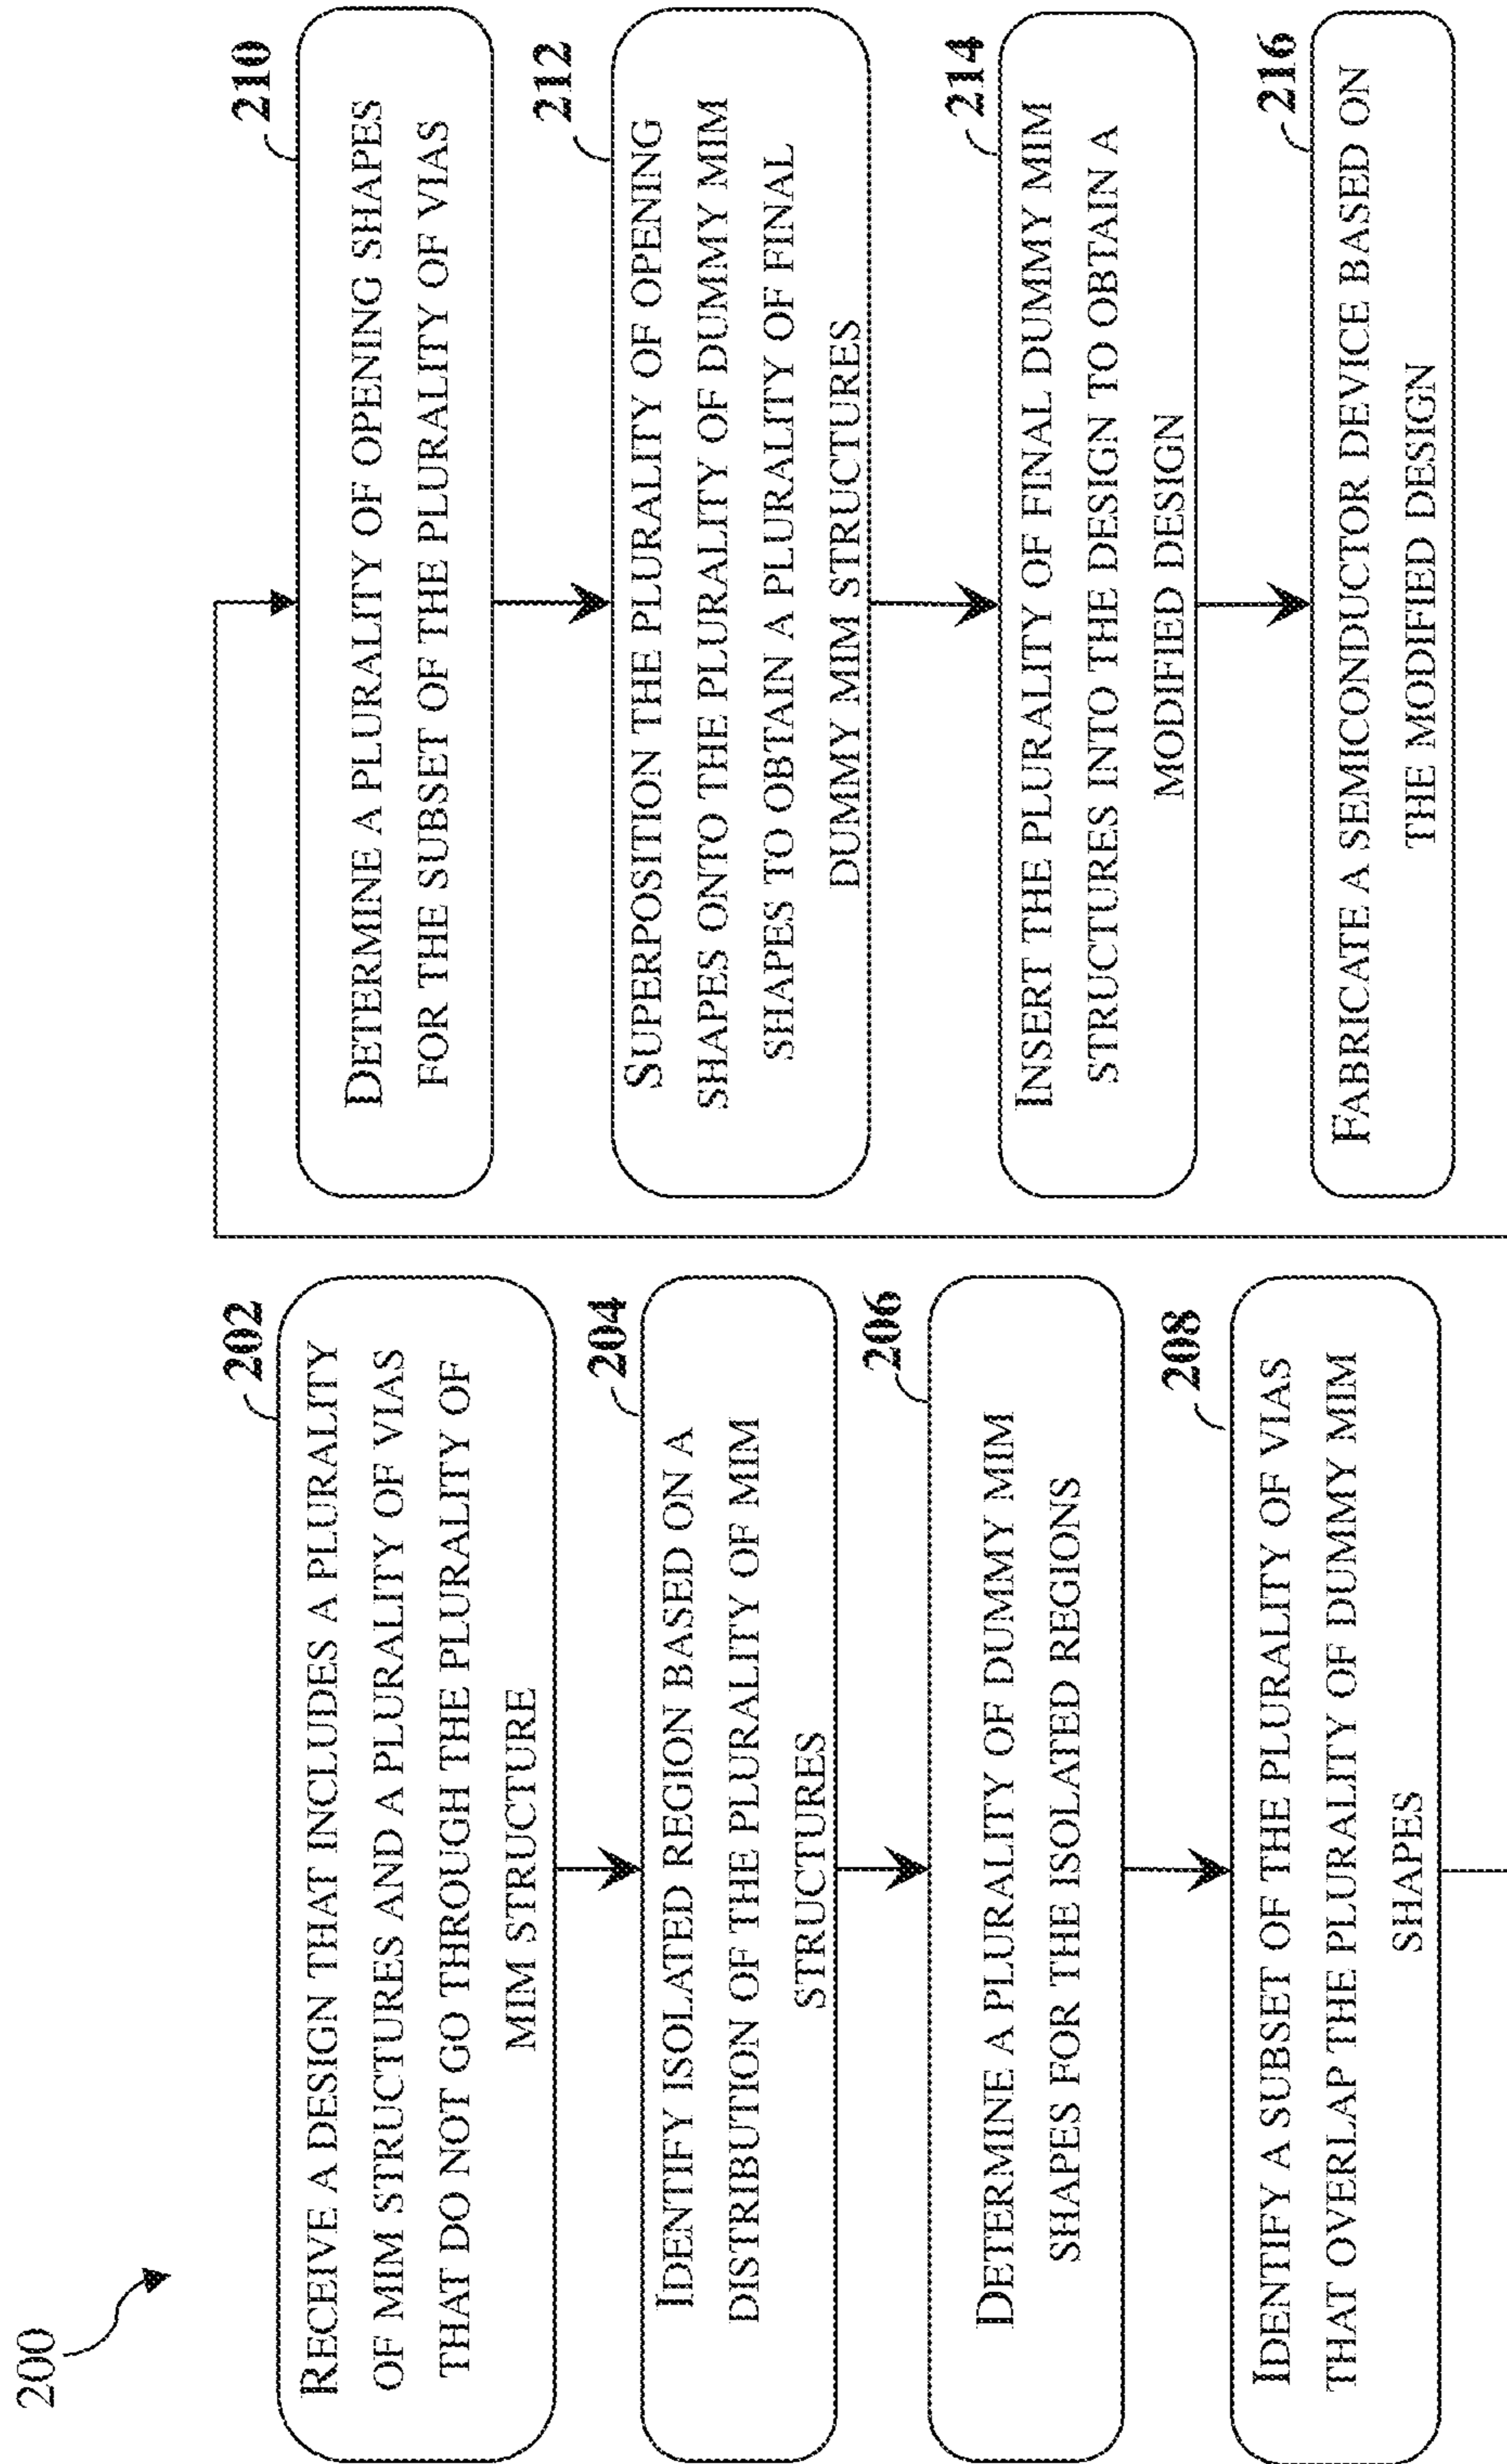 200
202
RECEIVE A DESIGN THAT INCLUDES A PLURALITY
OF MIM STRUCTURES AND A PLURALITY OF VIAS
THAT DO NOT GO THROUGH THE PLURALITY OF
MIM STRUCTURE
204
IDENTIFY ISOLATED REGION BASED ON A
DISTRIBUTION OF THE PLURALITY OF MIM
STRUCTURES
206
DETERMINE A PLURALITY OF DUMMY MIM
SHAPES FOR THE ISOLATED REGIONS
208
IDENTIFY A SUBSET OF THE PLURALITY OF VIAS
THAT OVERLAP THE PLURALITY OF DUMMY MIM
SHAPES
210
DETERMINE A PLURALITY OF OPENING SHAPES
FOR THE SUBSET OF THE PLURALITY OF VIAS
212
SUPERPOSITION THE PLURALITY OF OPENING
SHAPES ONTO THE PLURALITY OF DUMMY MIM
SHAPES TO OBTAIN A PLURALITY OF FINAL
DUMMY MIM STRUCTURES
214
INSERT THE PLURALITY OF FINAL DUMMY MIM
STRUCTURES INTO THE DESIGN TO OBTAIN A
MODIFIED DESIGN
216
FABRICATE A SEMICONDUCTOR DEVICE BASED ON
THE MODIFIED DESIGN